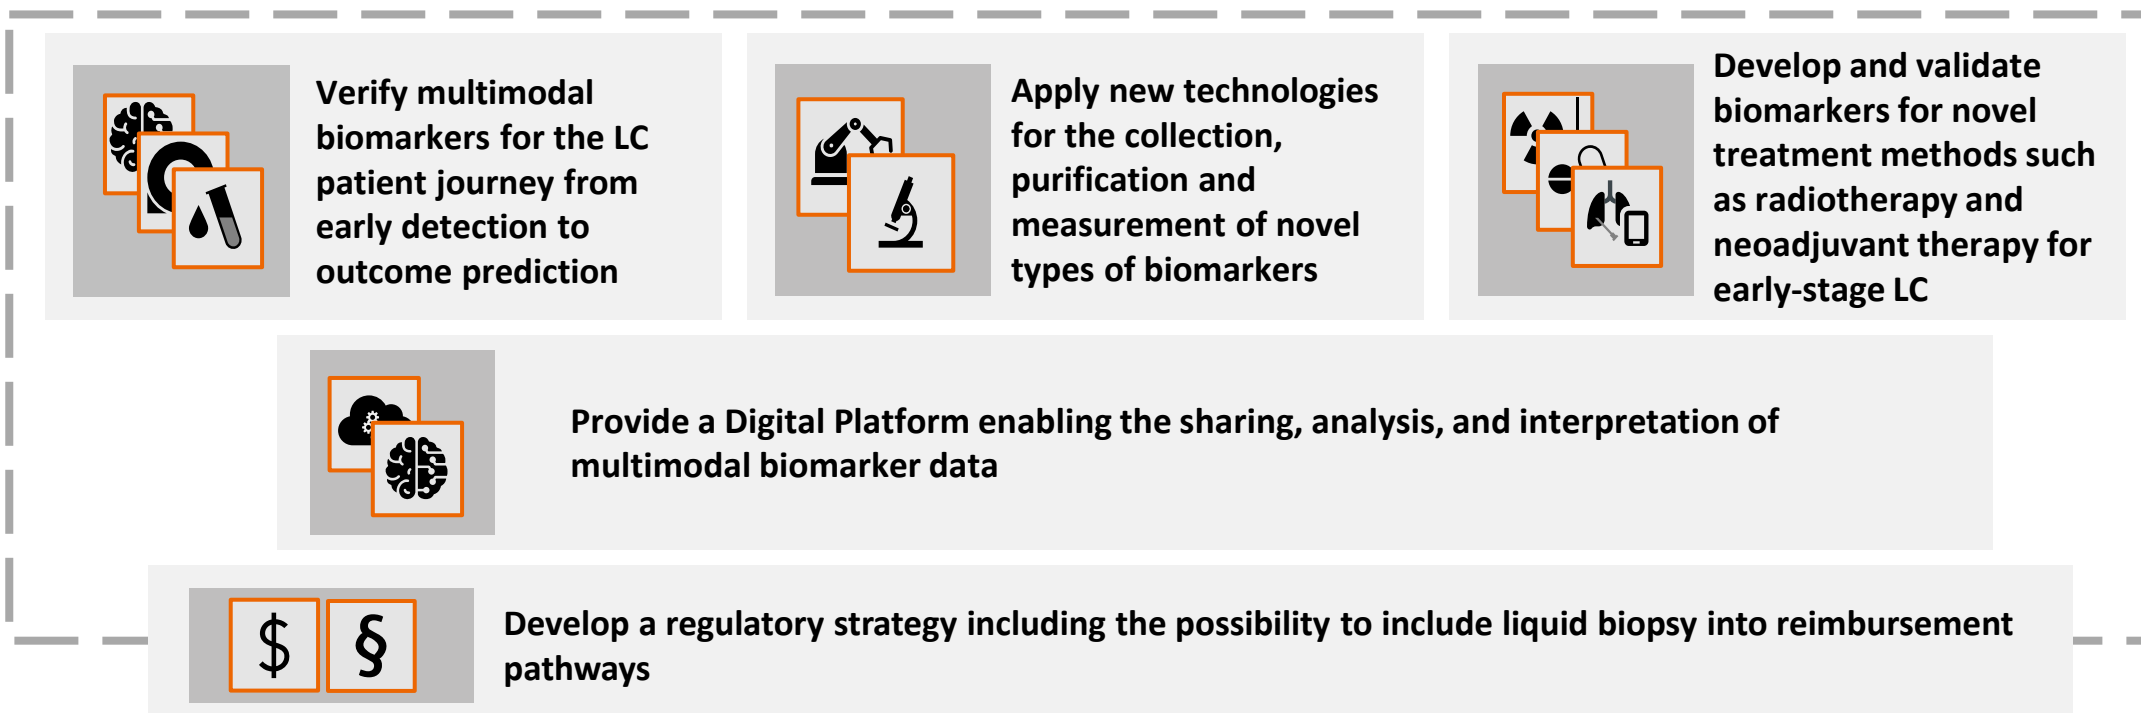 Verify multimodal
biomarkers for the LC
patient journey from
early detection to
outcome prediction
Apply new technologies
for the collection,
purification and
measurement of novel
types of biomarkers
Develop and validate
biomarkers for novel
treatment methods such
as radiotherapy and
neoadjuvant therapy for
early-stage LC
Provide a Digital Platform enabling the sharing, analysis, and interpretation of
multimodal biomarker data
$ §
Develop a regulatory strategy including the possibility to include liquid biopsy into reimbursement
pathways